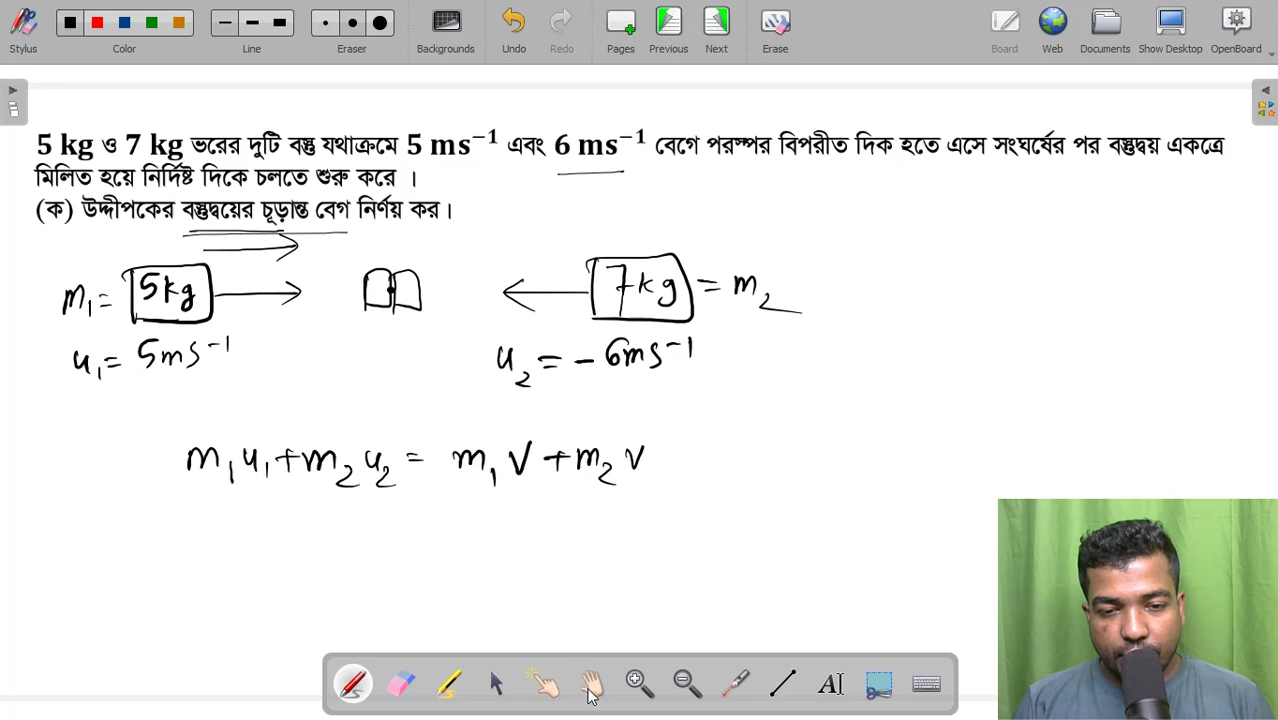 Stylus Color Line Eraser Backgrounds Undo Redo Pages Previous Next Erase Board Web Documents Show Desktop OpenBoard
5 kg ও 7 kg ভরের দুটি বস্তু যথাক্রমে 5 ms⁻¹ এবং 6 ms⁻¹ বেগে পরস্পর বিপরীত দিক হতে এসে সংঘর্ষের পর বস্তুদ্বয় একত্রে
মিলিত হয়ে নির্দিষ্ট দিকে চলতে শুরু করে ।
(ক) উদ্দীপকের বস্তুদ্বয়ের চূড়ান্ত বেগ নির্ণয় কর।
m₁= 5kg 7kg = m₂
u₁= 5ms⁻¹ u₂ = -6ms⁻¹
m₁u₁+m₂u₂ = m₁v+m₂v